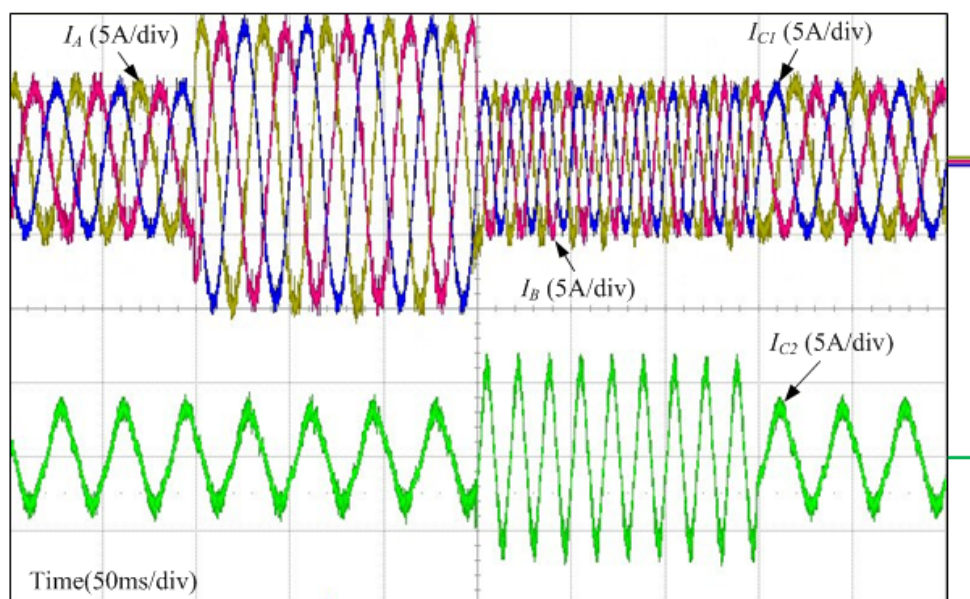 I_A (5A/div)
I_C1 (5A/div)
I_B (5A/div)
I_C2 (5A/div)
Time(50ms/div)